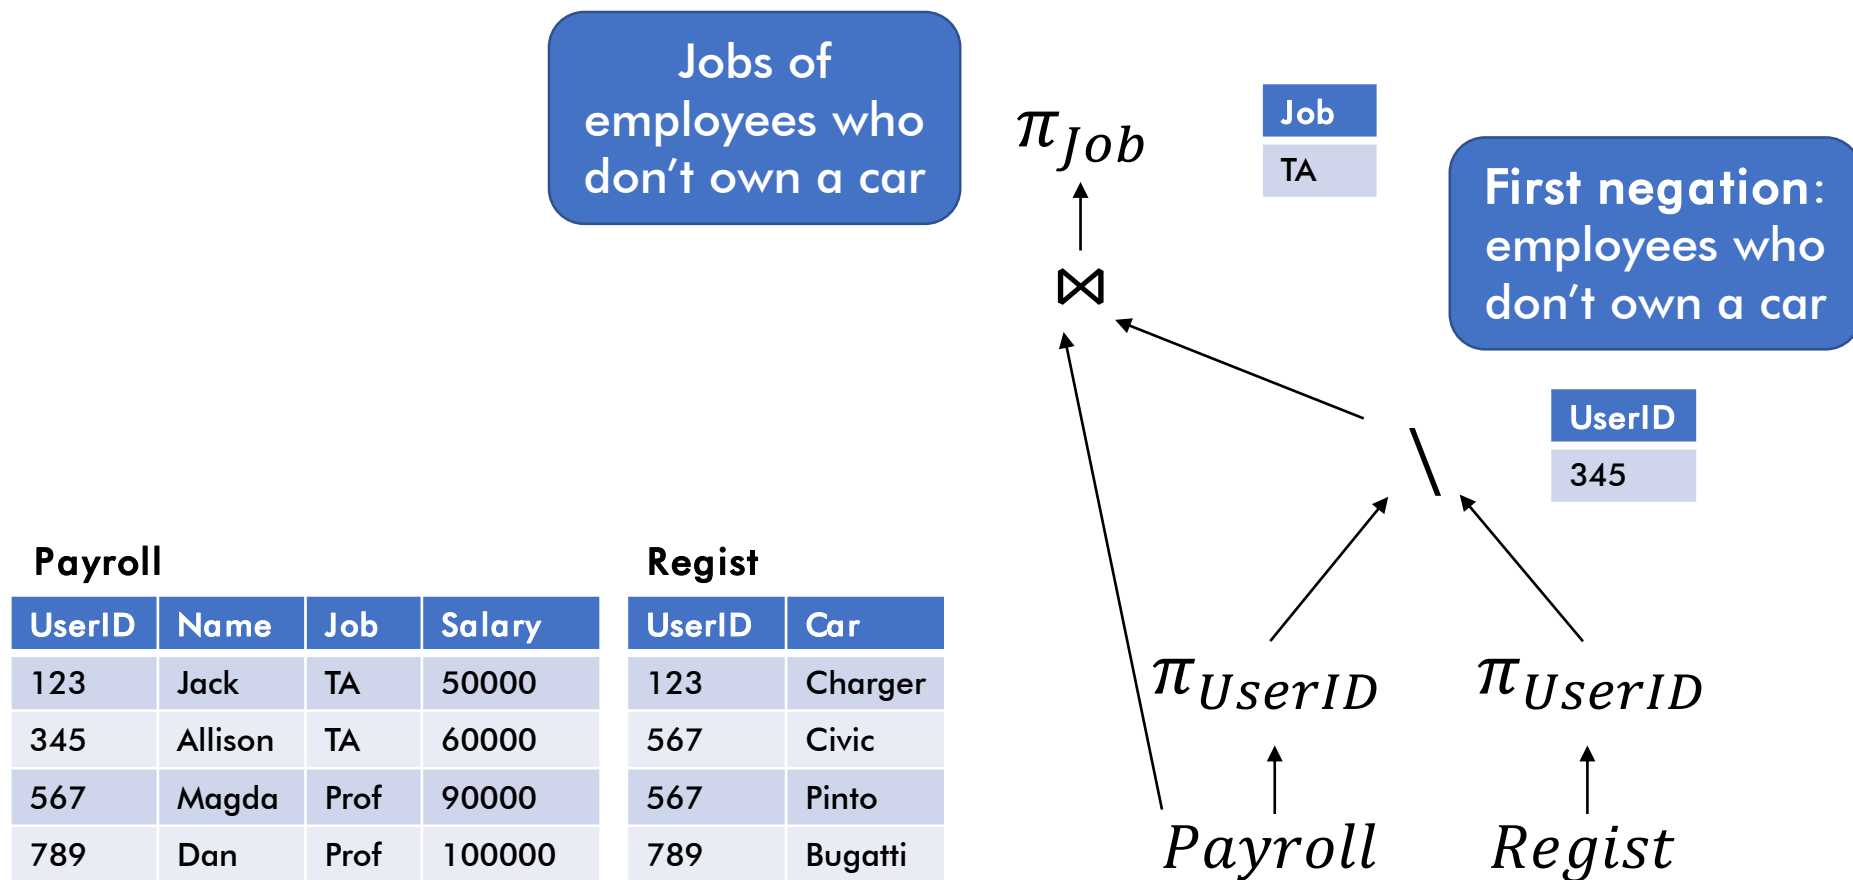 Jobs of
employees who
don't own a car
π_Job
Job
TA
First negation:
employees who
don't own a car
⋈
UserID
345
\
Payroll
UserID Name Job Salary
123 Jack TA 50000
345 Allison TA 60000
567 Magda Prof 90000
789 Dan Prof 100000
Regist
UserID Car
123 Charger
567 Civic
567 Pinto
789 Bugatti
π_UserID π_UserID
Payroll Regist